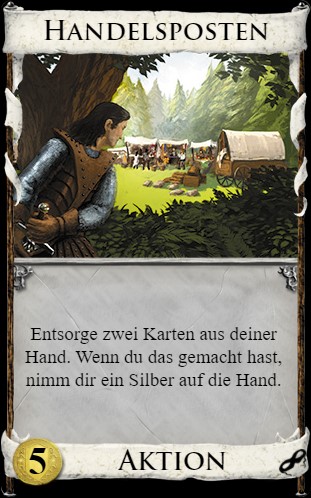 HANDELSPOSTEN
Entsorge zwei Karten aus deiner
Hand. Wenn du das gemacht hast,
nimm dir ein Silber auf die Hand.
5
AKTION